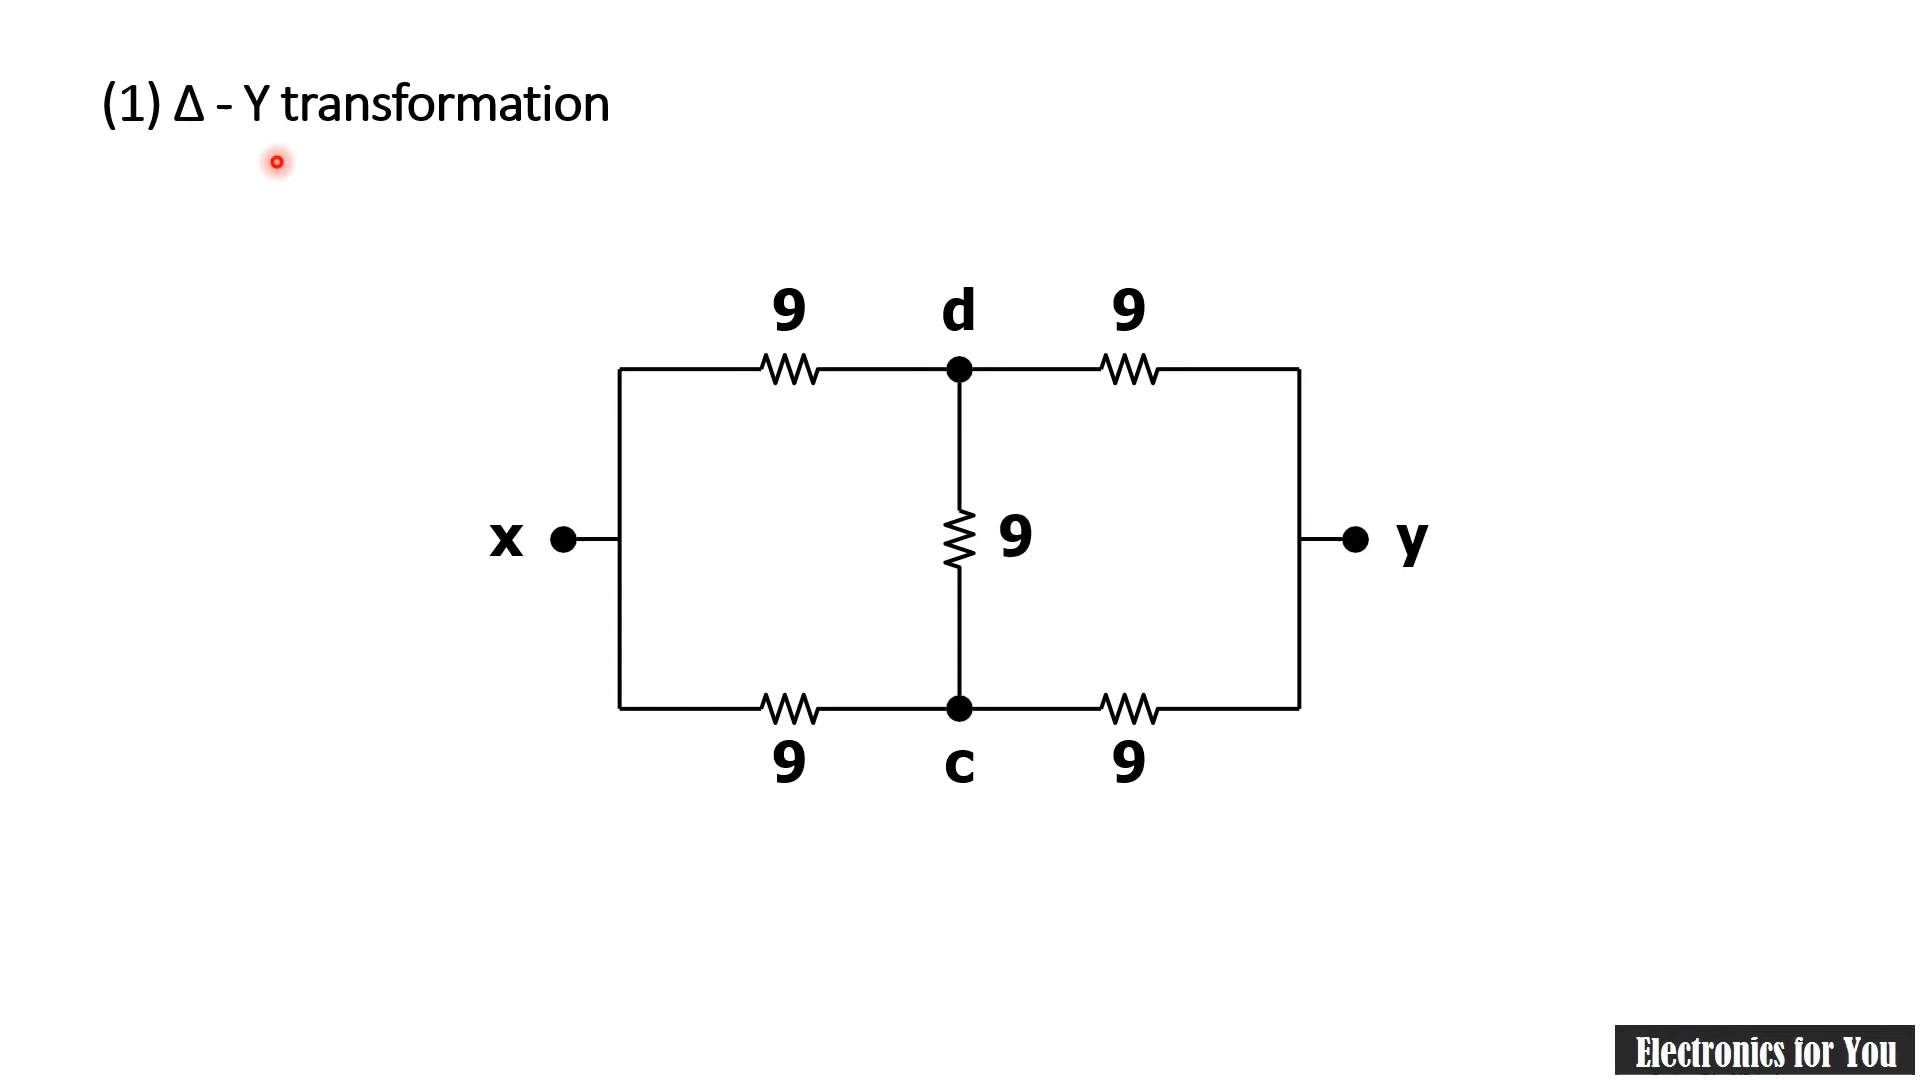 (1) Δ - Y transformation
9 d 9
x 9 y
9 c 9
Electronics for You